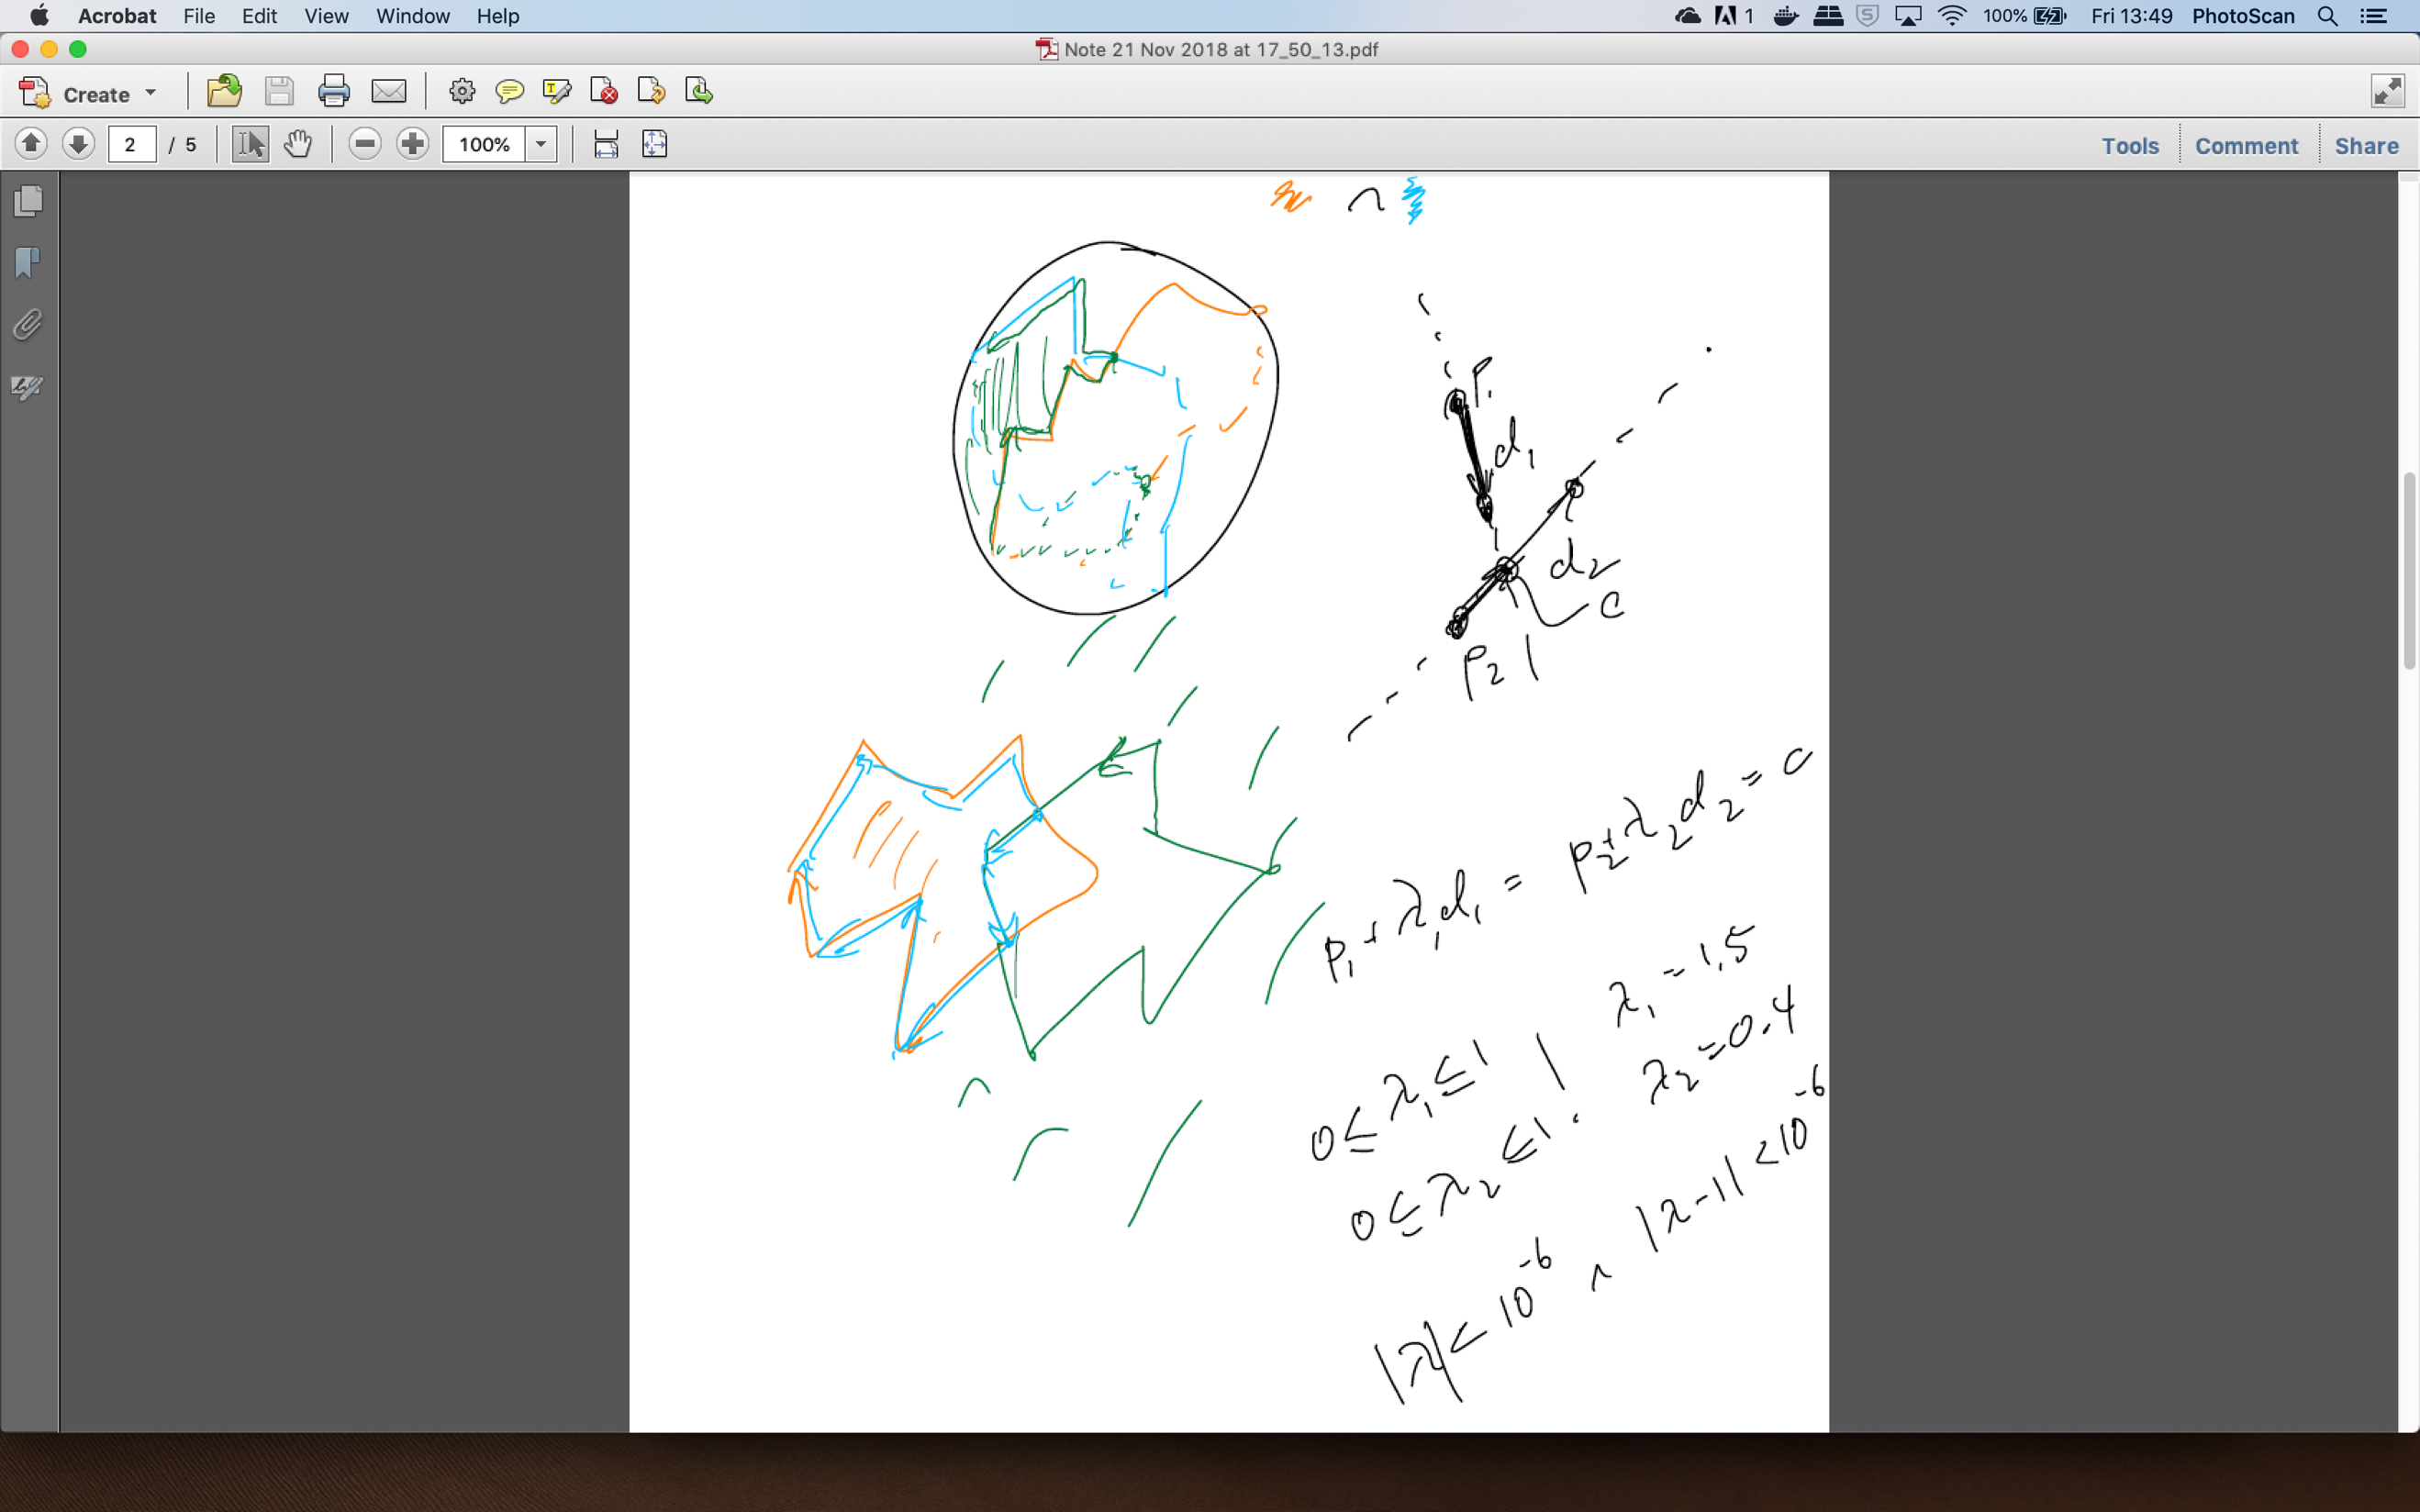 Acrobat File Edit View Window Help 1 100% Fri 13:49 PhotoScan
Note 21 Nov 2018 at 17_50_13.pdf
Create
2 / 5 100% Tools Comment Share
∩
P₁
d₁
d₂
c
P₂
p₁ + λ₁d₁ = p₂ + λ₂d₂ = c
λ₁ = 1,5
0 ≤ λ₁ ≤ 1
λ₂ = 0.4
0 ≤ λ₂ ≤ 1
|λ| < 10⁻⁶ ∧ |λ-1| < 10⁻⁶